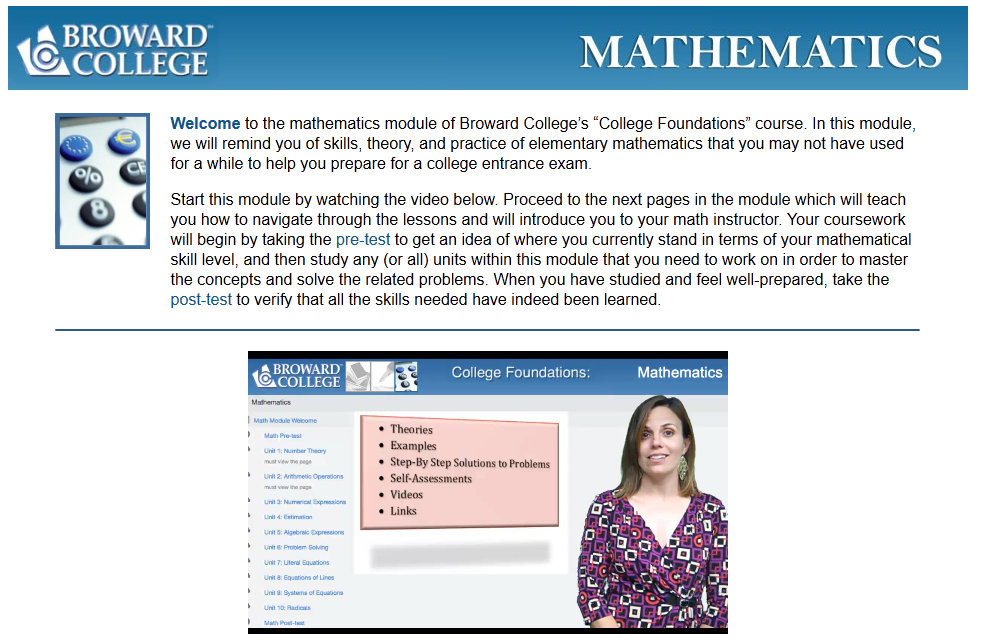 BROWARD
COLLEGE
MATHEMATICS
Welcome to the mathematics module of Broward College’s “College Foundations” course. In this module,
we will remind you of skills, theory, and practice of elementary mathematics that you may not have used
for a while to help you prepare for a college entrance exam.
Start this module by watching the video below. Proceed to the next pages in the module which will teach
you how to navigate through the lessons and will introduce you to your math instructor. Your coursework
will begin by taking the pre-test to get an idea of where you currently stand in terms of your mathematical
skill level, and then study any (or all) units within this module that you need to work on in order to master
the concepts and solve the related problems. When you have studied and feel well-prepared, take the
post-test to verify that all the skills needed have indeed been learned.
€
%
CE
8
BROWARD
COLLEGE
College Foundations:
Mathematics
Mathematics
Math Module Welcome
Math Pre-test
Unit 1: Number Theory
must view the page
Unit 2: Arithmetic Operations
must view the page
Unit 3: Numerical Expressions
Unit 4: Estimation
Unit 5: Algebraic Expressions
Unit 6: Problem Solving
Unit 7: Literal Equations
Unit 8: Equations of Lines
Unit 9: Systems of Equations
Unit 10: Radicals
Math Post-test
• Theories
• Examples
• Step-By Step Solutions to Problems
• Self-Assessments
• Videos
• Links